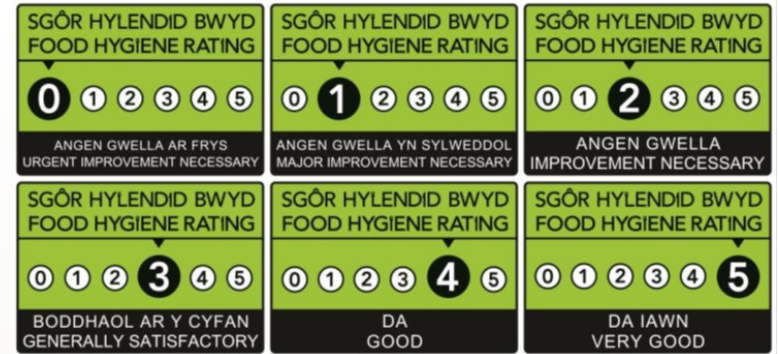 SGÔR HYLENDID BWYD
FOOD HYGIENE RATING
0 1 2 3 4 5
ANGEN GWELLA AR FRYS
URGENT IMPROVEMENT NECESSARY
SGÔR HYLENDID BWYD
FOOD HYGIENE RATING
0 1 2 3 4 5
ANGEN GWELLA YN SYLWEDDOL
MAJOR IMPROVEMENT NECESSARY
SGÔR HYLENDID BWYD
FOOD HYGIENE RATING
0 1 2 3 4 5
ANGEN GWELLA
IMPROVEMENT NECESSARY
SGÔR HYLENDID BWYD
FOOD HYGIENE RATING
0 1 2 3 4 5
BODDHAOL AR Y CYFAN
GENERALLY SATISFACTORY
SGÔR HYLENDID BWYD
FOOD HYGIENE RATING
0 1 2 3 4 5
DA
GOOD
SGÔR HYLENDID BWYD
FOOD HYGIENE RATING
0 1 2 3 4 5
DA IAWN
VERY GOOD